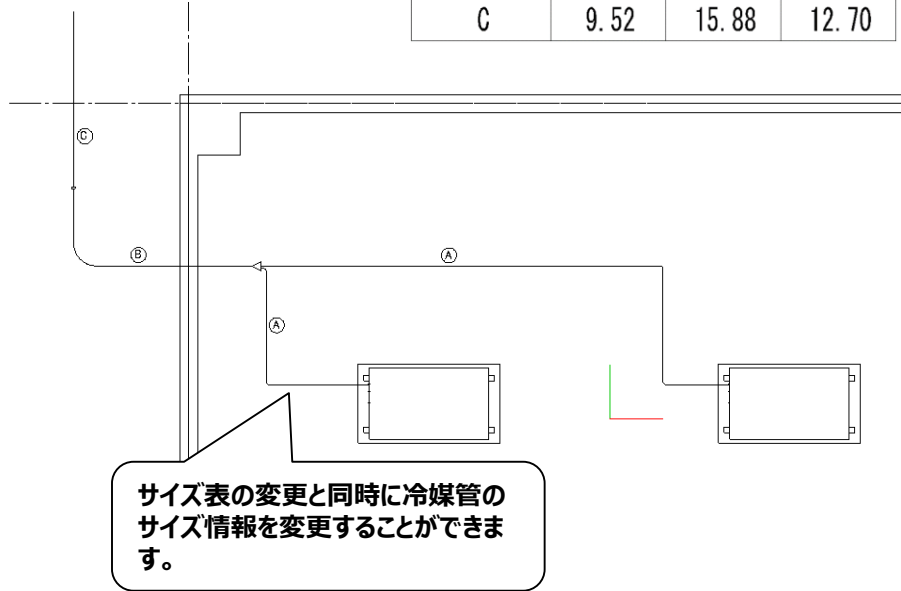 C 9.52 15.88 12.70
C
B
A
A
サイズ表の変更と同時に冷媒管の
サイズ情報を変更することができま
す。